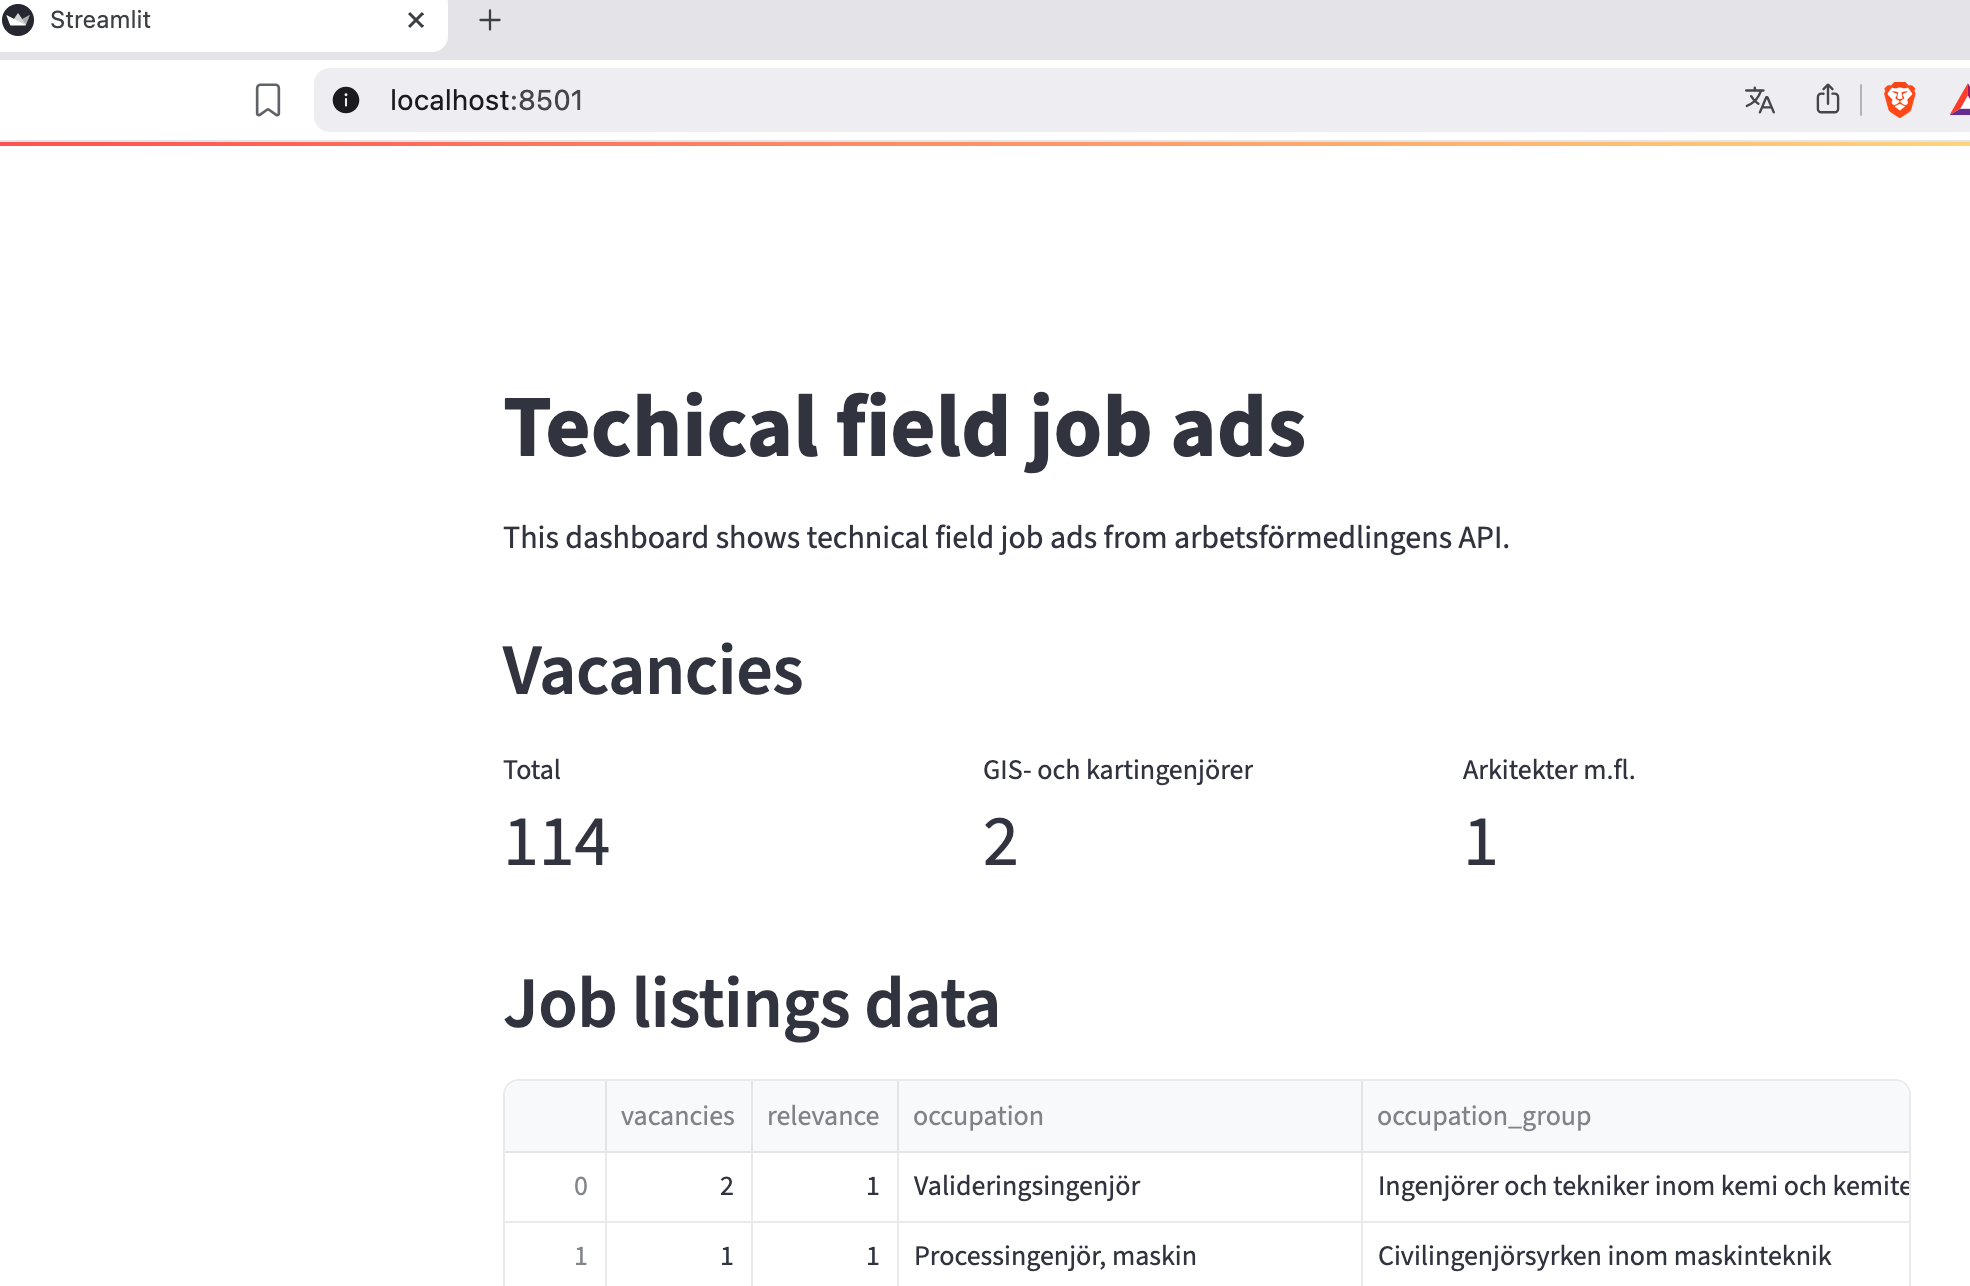 Streamlit
localhost:8501
Techical field job ads
This dashboard shows technical field job ads from arbetsförmedlingens API.
Vacancies
Total GIS- och kartingenjörer Arkitekter m.fl.
114 2 1
Job listings data
vacancies relevance occupation occupation_group
0 2 1 Valideringsingenjör Ingenjörer och tekniker inom kemi och kemite
1 1 1 Processingenjör, maskin Civilingenjörsyrken inom maskinteknik